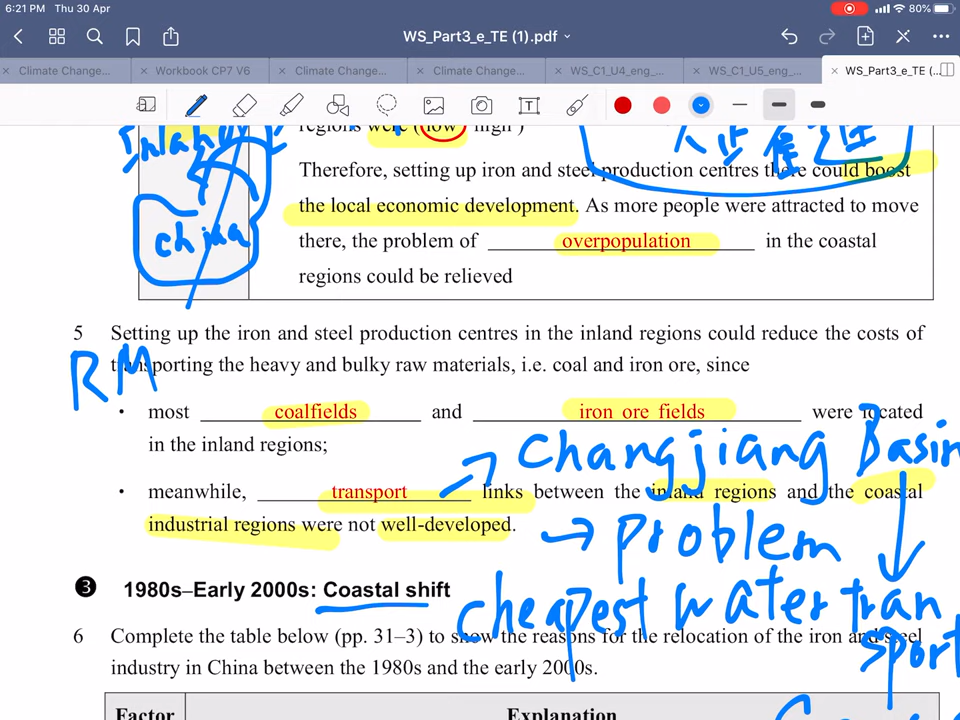 6:21 PM Thu 30 Apr
80%
WS_Part3_e_TE (1).pdf
Climate Change...
Workbook CP7 V6
Climate Change...
Climate Change...
WS_C1_U4_eng_...
WS_C1_U5_eng_...
WS_Part3_e_TE (...
regions were (low high )
Inland
Therefore, setting up iron and steel production centres there could boost
the local economic development. As more people were attracted to move
China
there, the problem of overpopulation in the coastal
regions could be relieved
5 Setting up the iron and steel production centres in the inland regions could reduce the costs of
RM
transporting the heavy and bulky raw materials, i.e. coal and iron ore, since
• most coalfields and iron ore fields were located
in the inland regions;
Changjiang Basin
• meanwhile, transport links between the inland regions and the coastal
industrial regions were not well-developed.
→ problem
3 1980s–Early 2000s: Coastal shift
cheapest water tran
sport
6 Complete the table below (pp. 31–3) to show the reasons for the relocation of the iron and steel
industry in China between the 1980s and the early 2000s.
Factor Explanation